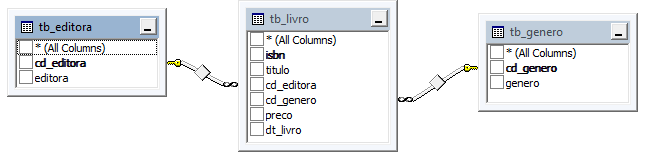 tb_editora
* (All Columns)
cd_editora
editora
tb_livro
* (All Columns)
isbn
titulo
cd_editora
cd_genero
preco
dt_livro
tb_genero
* (All Columns)
cd_genero
genero